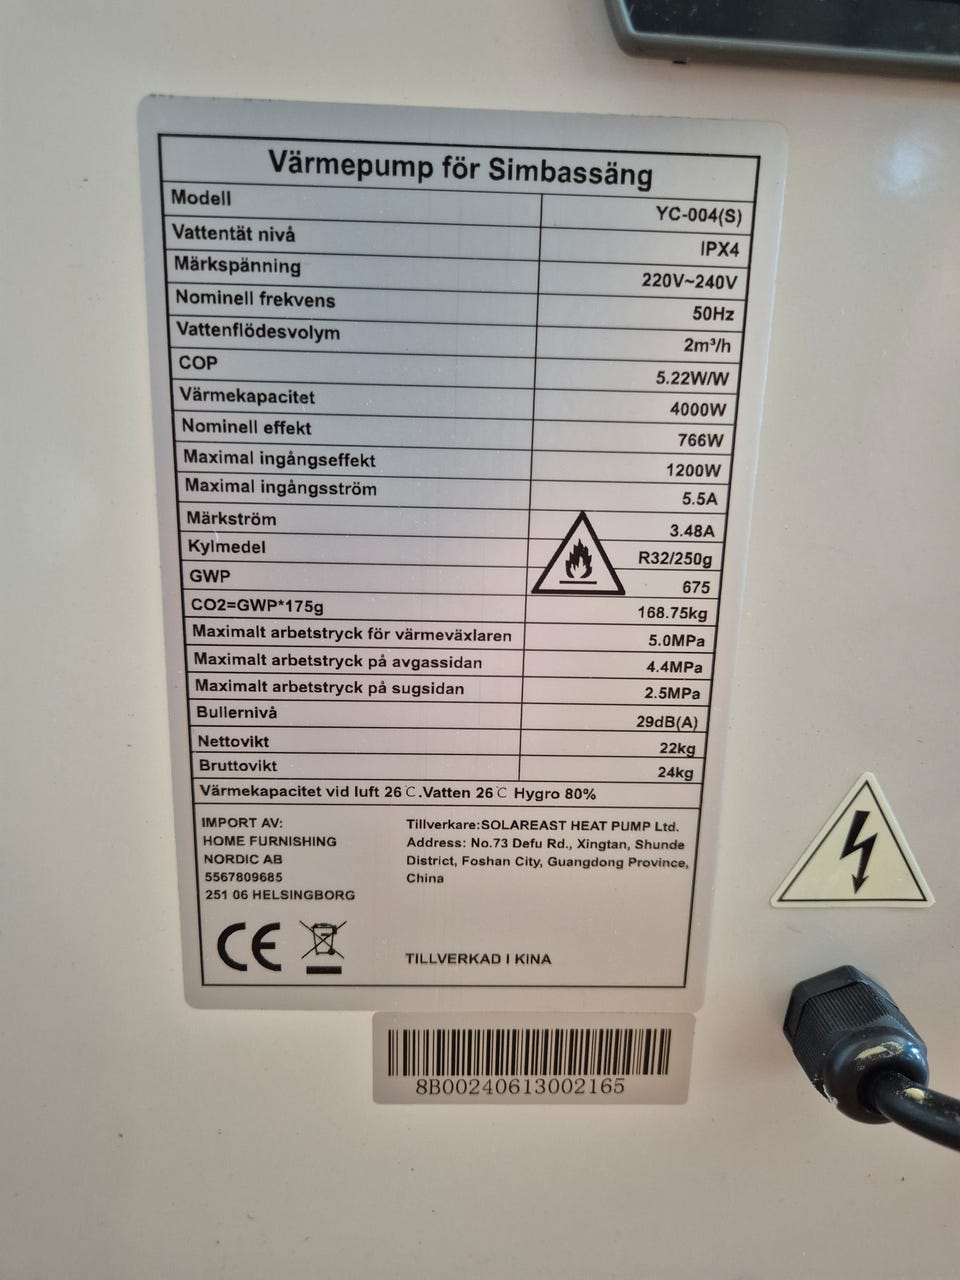 Värmepump för Simbassäng
Modell YC-004(S)
Vattentät nivå IPX4
Märkspänning 220V~240V
Nominell frekvens 50Hz
Vattenflödesvolym 2m³/h
COP 5.22W/W
Värmekapacitet 4000W
Nominell effekt 766W
Maximal ingångseffekt 1200W
Maximal ingångsström 5.5A
Märkström 3.48A
Kylmedel R32/250g
GWP 675
CO2=GWP*175g 168.75kg
Maximalt arbetstryck för värmeväxlaren 5.0MPa
Maximalt arbetstryck på avgassidan 4.4MPa
Maximalt arbetstryck på sugsidan 2.5MPa
Bullernivå 29dB(A)
Nettovikt 22kg
Bruttovikt 24kg
Värmekapacitet vid luft 26℃.Vatten 26℃ Hygro 80%
IMPORT AV:
HOME FURNISHING
NORDIC AB
5567809685
251 06 HELSINGBORG
Tillverkare:SOLAREAST HEAT PUMP Ltd.
Address: No.73 Defu Rd., Xingtan, Shunde
District, Foshan City, Guangdong Province,
China
CE
TILLVERKAD I KINA
8B00240613002165